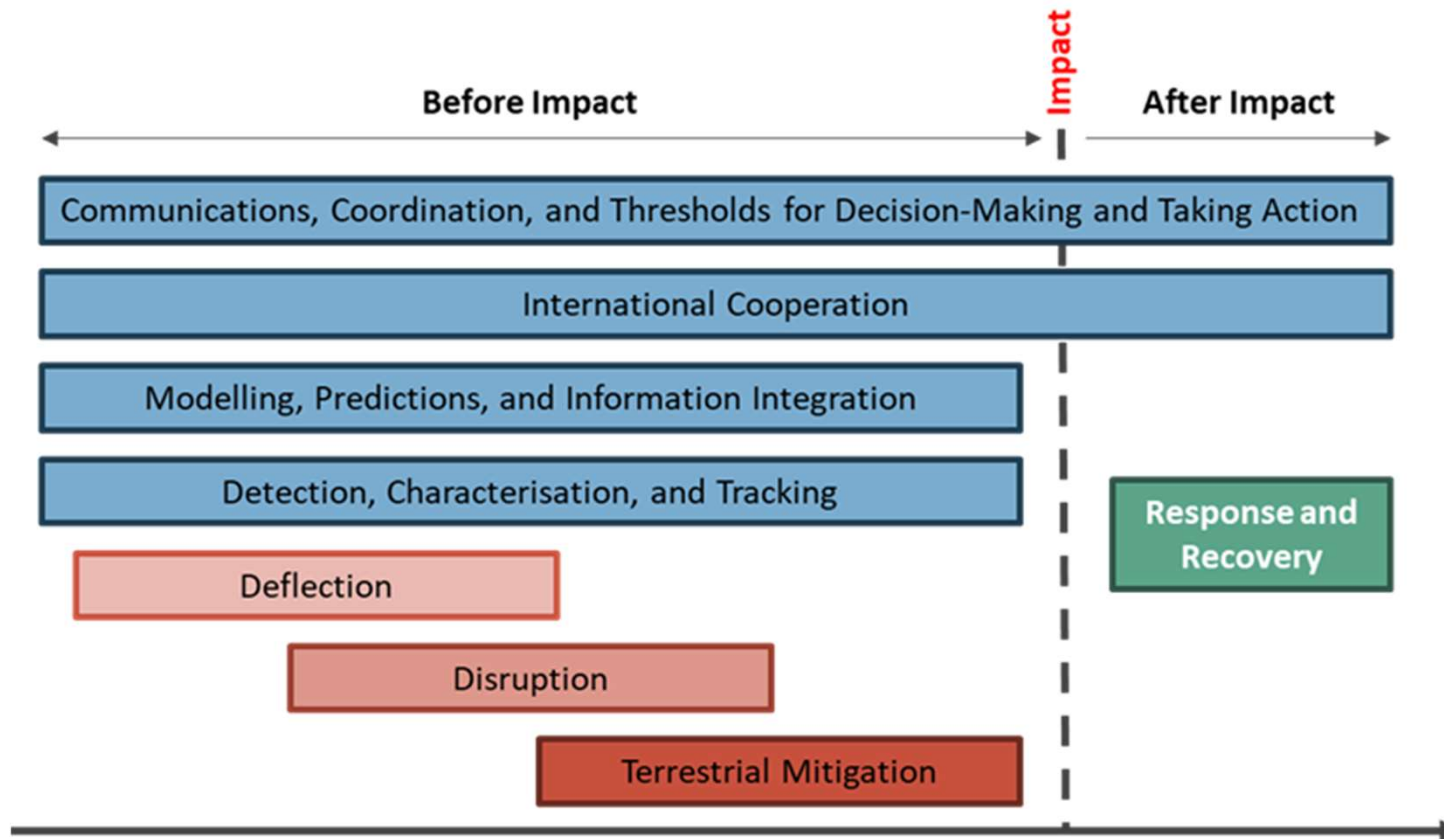 Impact
Before Impact
After Impact
Communications, Coordination, and Thresholds for Decision-Making and Taking Action
International Cooperation
Modelling, Predictions, and Information Integration
Detection, Characterisation, and Tracking
Response and
Recovery
Deflection
Disruption
Terrestrial Mitigation